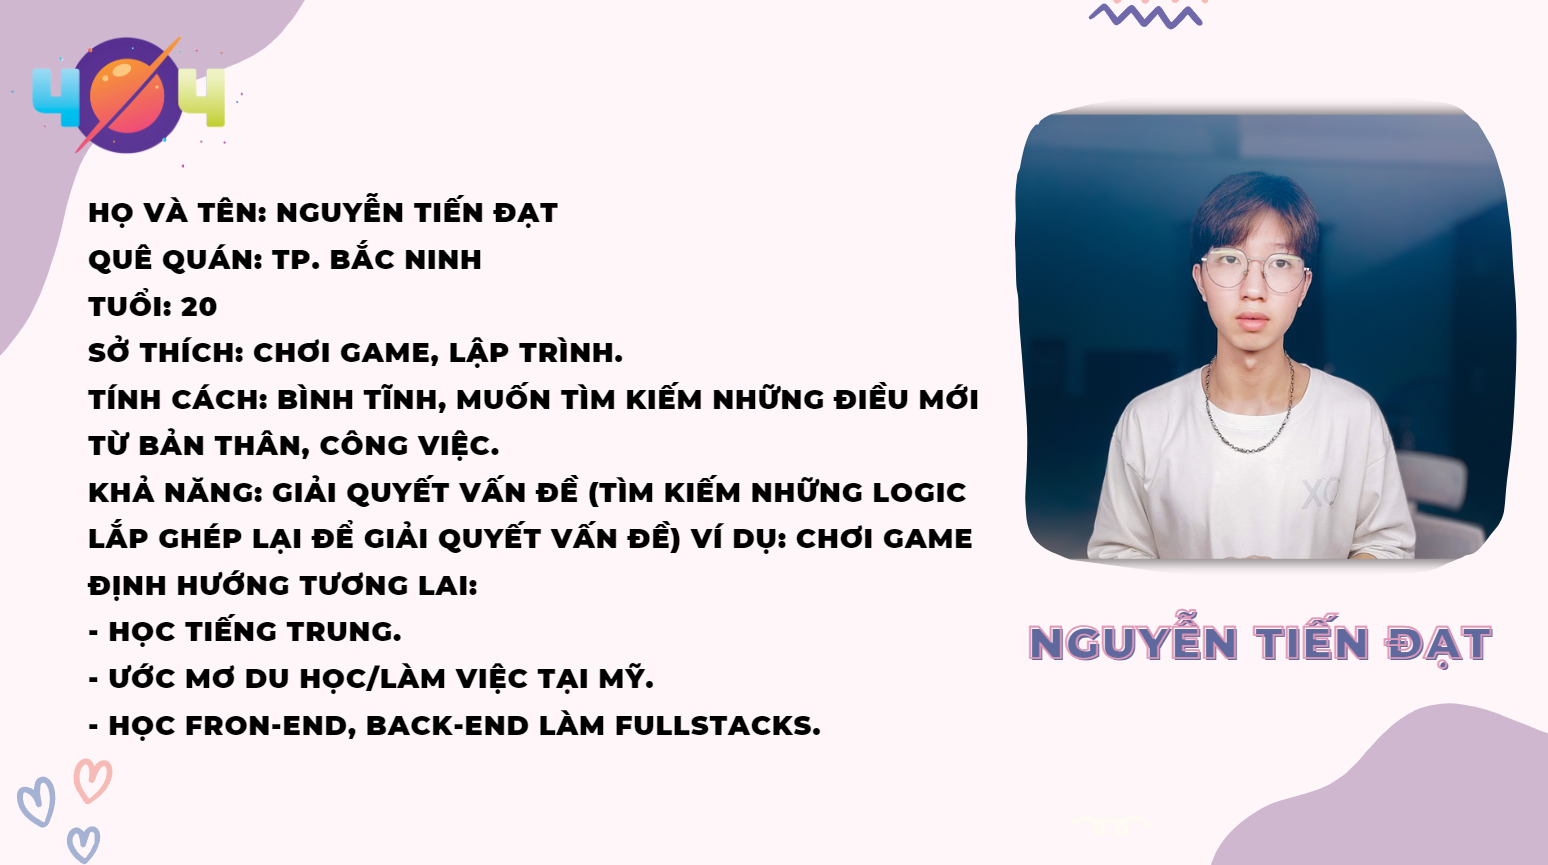 404
HỌ VÀ TÊN: NGUYỄN TIẾN ĐẠT
QUÊ QUÁN: TP. BẮC NINH
TUỔI: 20
SỞ THÍCH: CHƠI GAME, LẬP TRÌNH.
TÍNH CÁCH: BÌNH TĨNH, MUỐN TÌM KIẾM NHỮNG ĐIỀU MỚI
TỪ BẢN THÂN, CÔNG VIỆC.
KHẢ NĂNG: GIẢI QUYẾT VẤN ĐỀ (TÌM KIẾM NHỮNG LOGIC
LẮP GHÉP LẠI ĐỂ GIẢI QUYẾT VẤN ĐỀ) VÍ DỤ: CHƠI GAME
ĐỊNH HƯỚNG TƯƠNG LAI:
- HỌC TIẾNG TRUNG.
- ƯỚC MƠ DU HỌC/LÀM VIỆC TẠI MỸ.
- HỌC FRON-END, BACK-END LÀM FULLSTACKS.
XO
NGUYỄN TIẾN ĐẠT